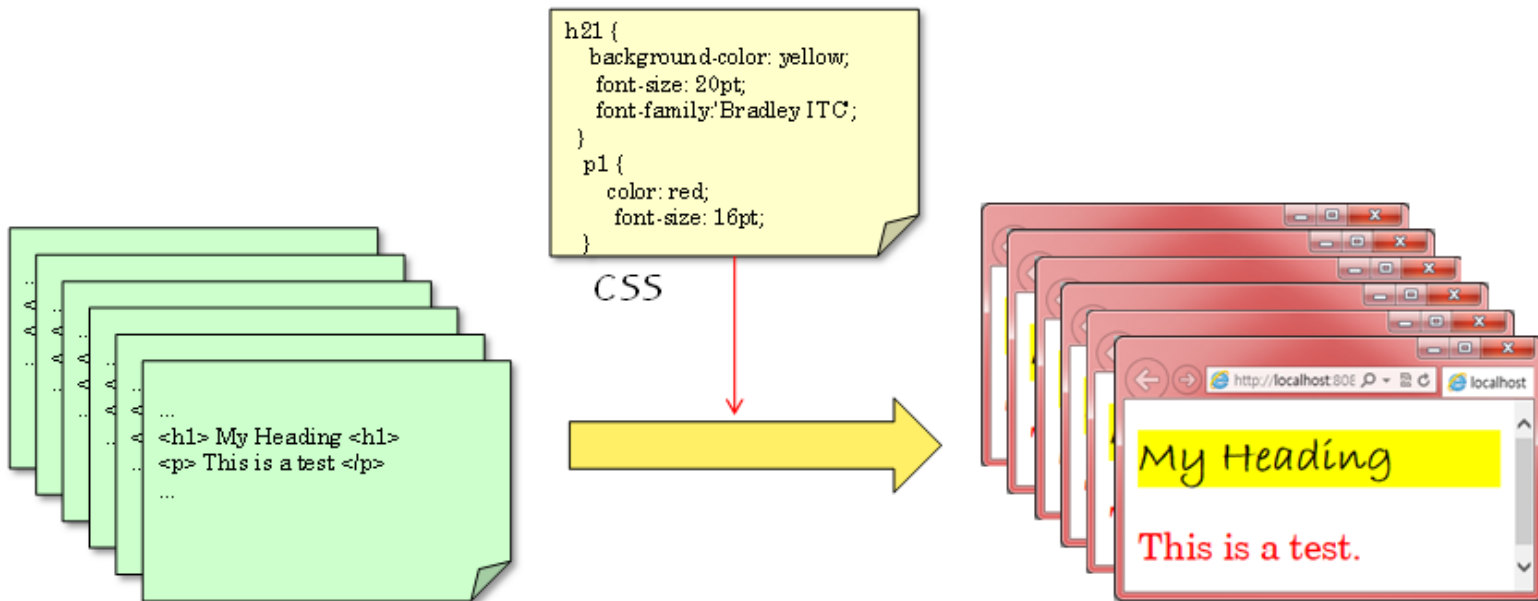 h21 {
background-color: yellow;
font-size: 20pt;
font-family:'Bradley ITC';
}
p1 {
color: red;
font-size: 16pt;
}
CSS
...
<h1> My Heading <h1>
<p> This is a test </p>
...
http://localhost:808
localhost
My Heading
This is a test.